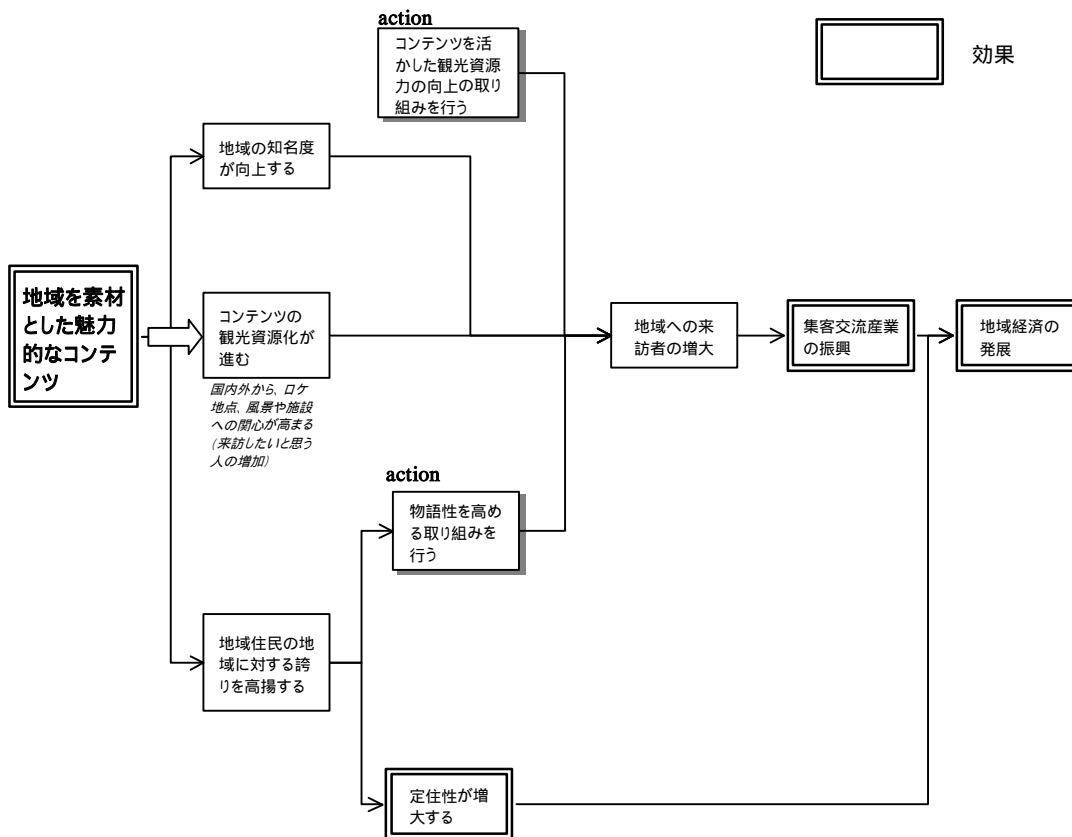 action
コンテンツを活
かした観光資源
力の向上の取り
組みを行う
効果
地域の知名度
が向上する
地域を素材
とした魅力
的なコンテ
ンツ
コンテンツの
観光資源化が
進む
国内外から、ロケ
地点、風景や施設
への関心が高まる
(来訪したいと思う
人の増加)
地域への来
訪者の増大
集客交流産業
の振興
地域経済の
発展
action
物語性を高め
る取り組みを
行う
地域住民の地
域に対する誇
りを高揚する
定住性が増
大する